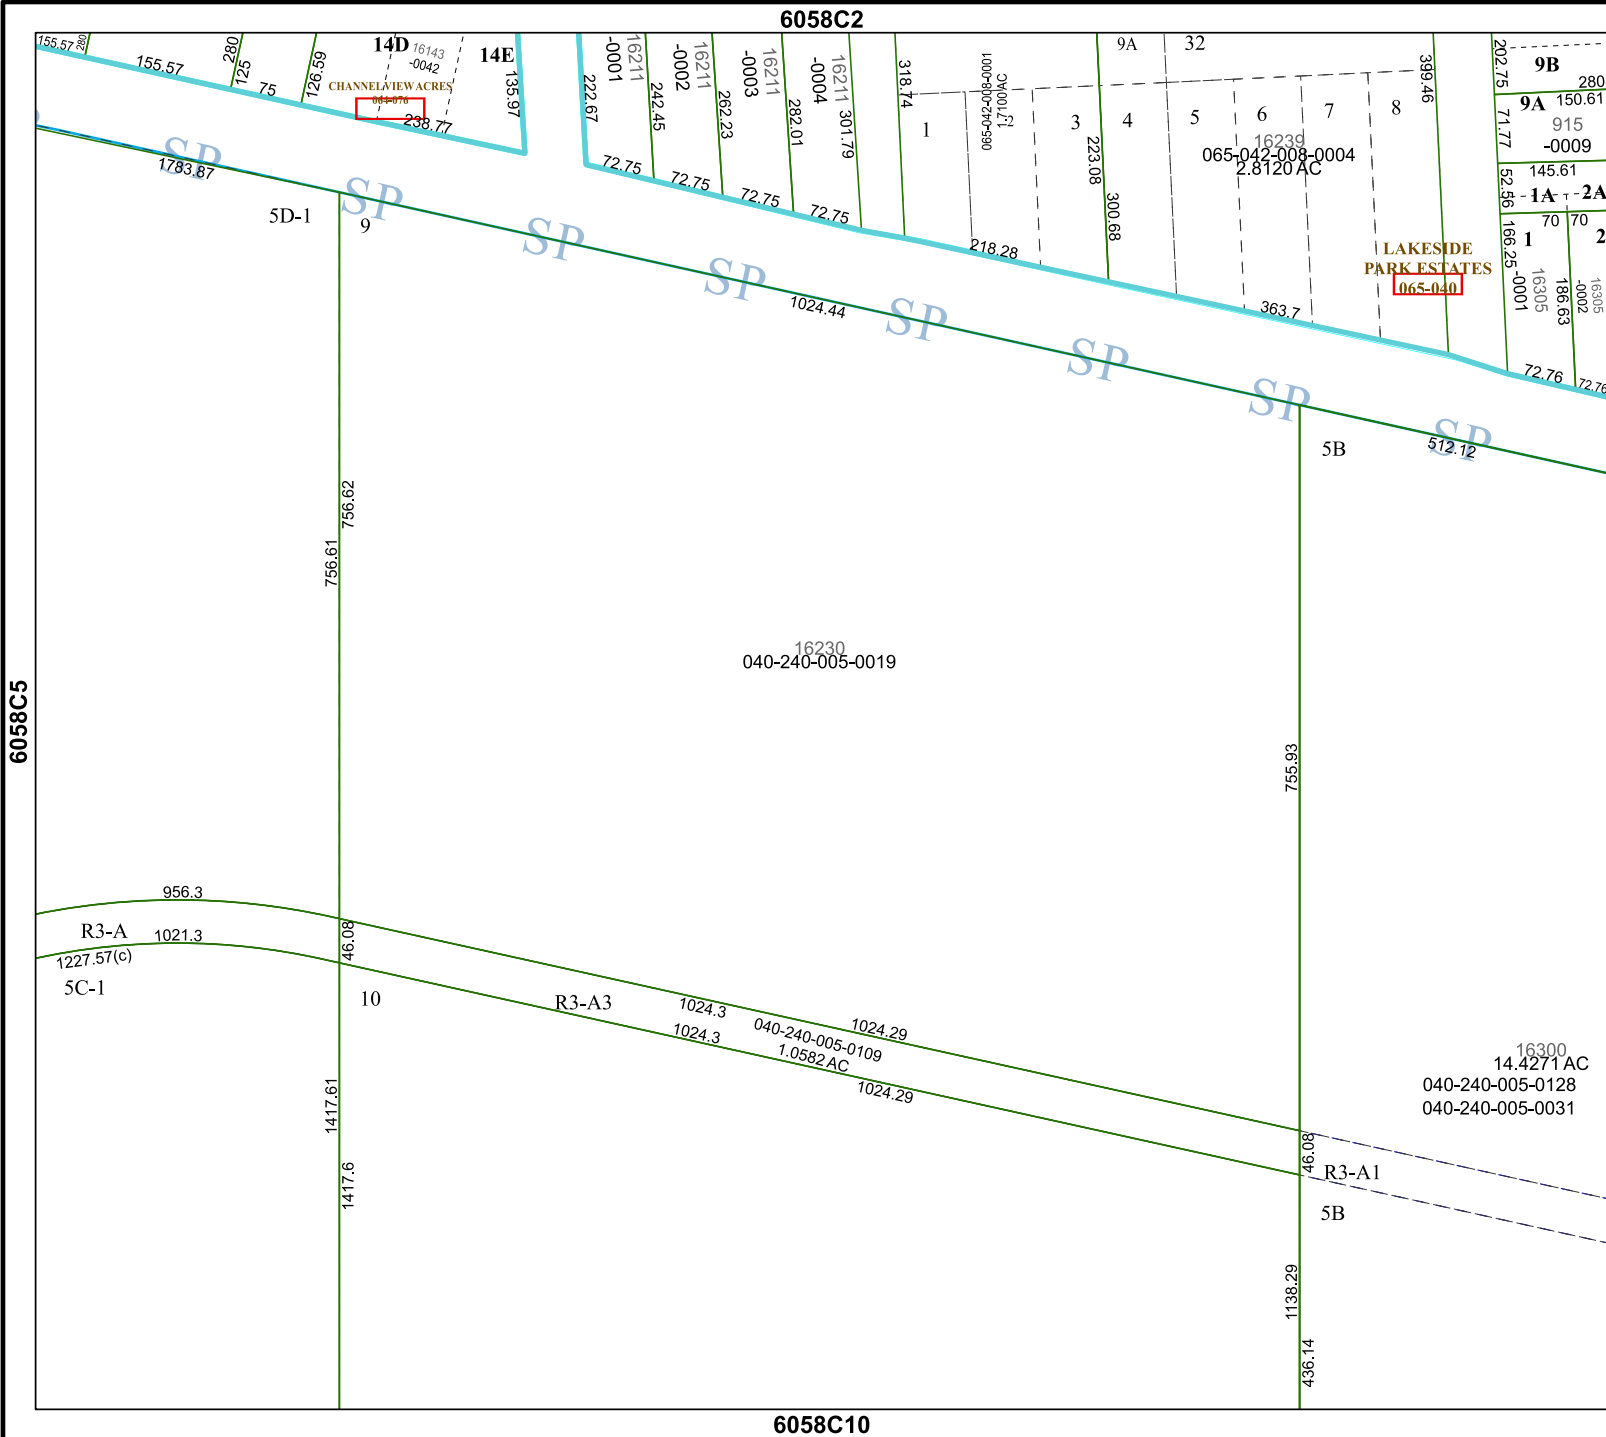 6058C2
155.57
280
155.57
280
125
75
126.59
14D
16143
-0042
14E
CHANNELVIEW ACRES
064-076
238.77
135.97
222.67
-0001
16211
242.45
-0002
16211
262.23
-0003
16211
282.01
-0004
16211
301.79
318.74
72.75
72.75
72.75
72.75
218.28
1
065-042-008-0001
1.7100 AC
2
3
9A
32
4
5
6
7
8
223.08
300.68
16239
065-042-008-0004
2.8120 AC
363.7
399.46
LAKESIDE
PARK ESTATES
065-040
202.75
9B
280
9A
150.61
71.77
915
-0009
145.61
52.56
1A
2A
70
70
166.25
1
2
-0001
16305
186.63
-0002
16305
72.76
72.76
SP
1783.87
SP
SP
SP
SP
SP
SP
SP
5D-1
9
1024.44
5B
512.12
756.62
756.61
16230
040-240-005-0019
755.93
6058C5
956.3
R3-A
1021.3
1227.57(c)
5C-1
46.08
10
R3-A3
1024.3
1024.3
040-240-005-0109
1.0582 AC
1024.29
1024.29
16300
14.4271 AC
040-240-005-0128
040-240-005-0031
46.08
R3-A1
5B
1417.61
1417.6
1138.29
436.14
6058C10